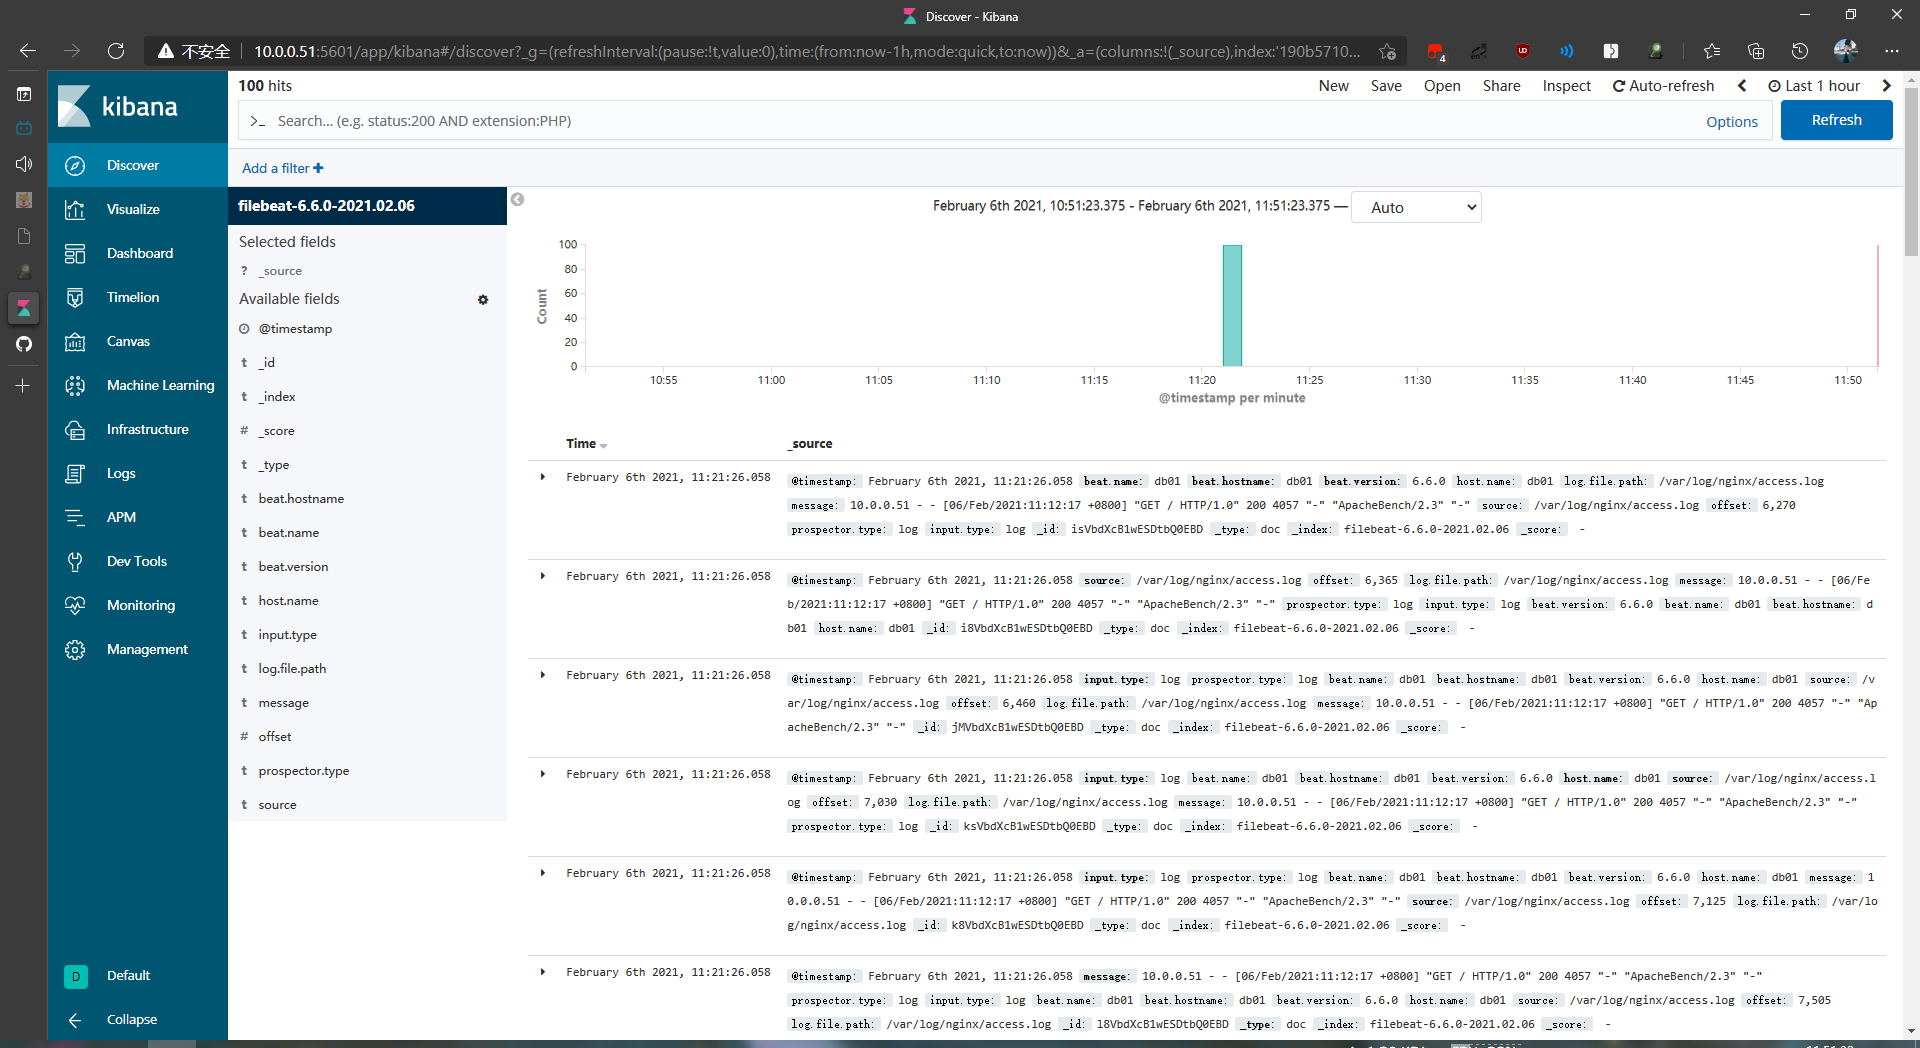 Discover - Kibana
不安全 10.0.0.51:5601/app/kibana#/discover?_g=(refreshInterval:(pause:!t,value:0),time:(from:now-1h,mode:quick,to:now))&_a=(columns:!(_source),index:'190b5710...
4
UD
kibana
Discover
Visualize
Dashboard
Timelion
Canvas
Machine Learning
Infrastructure
Logs
APM
Dev Tools
Monitoring
Management
D Default
Collapse
100 hits
New Save Open Share Inspect Auto-refresh Last 1 hour
>_ Search... (e.g. status:200 AND extension:PHP) Options Refresh
Add a filter +
filebeat-6.6.0-2021.02.06
Selected fields
? _source
Available fields
@timestamp
t _id
t _index
# _score
t _type
t beat.hostname
t beat.name
t beat.version
t host.name
t input.type
t log.file.path
t message
# offset
t prospector.type
t source
February 6th 2021, 10:51:23.375 - February 6th 2021, 11:51:23.375 — Auto
100
80
60
40
20
0
Count
10:55 11:00 11:05 11:10 11:15 11:20 11:25 11:30 11:35 11:40 11:45 11:50
@timestamp per minute
Time _source
February 6th 2021, 11:21:26.058 @timestamp: February 6th 2021, 11:21:26.058 beat.name: db01 beat.hostname: db01 beat.version: 6.6.0 host.name: db01 log.file.path: /var/log/nginx/access.log
message: 10.0.0.51 - - [06/Feb/2021:11:12:17 +0800] "GET / HTTP/1.0" 200 4057 "-" "ApacheBench/2.3" "-" source: /var/log/nginx/access.log offset: 6,270
prospector.type: log input.type: log _id: isVbdXcB1wESDtbQ0EBD _type: doc _index: filebeat-6.6.0-2021.02.06 _score: -
February 6th 2021, 11:21:26.058 @timestamp: February 6th 2021, 11:21:26.058 source: /var/log/nginx/access.log offset: 6,365 log.file.path: /var/log/nginx/access.log message: 10.0.0.51 - - [06/Fe
b/2021:11:12:17 +0800] "GET / HTTP/1.0" 200 4057 "-" "ApacheBench/2.3" "-" prospector.type: log input.type: log beat.version: 6.6.0 beat.name: db01 beat.hostname: d
b01 host.name: db01 _id: i8VbdXcB1wESDtbQ0EBD _type: doc _index: filebeat-6.6.0-2021.02.06 _score: -
February 6th 2021, 11:21:26.058 @timestamp: February 6th 2021, 11:21:26.058 input.type: log prospector.type: log beat.name: db01 beat.hostname: db01 beat.version: 6.6.0 host.name: db01 source: /v
ar/log/nginx/access.log offset: 6,460 log.file.path: /var/log/nginx/access.log message: 10.0.0.51 - - [06/Feb/2021:11:12:17 +0800] "GET / HTTP/1.0" 200 4057 "-" "Ap
acheBench/2.3" "-" _id: jMVbdXcB1wESDtbQ0EBD _type: doc _index: filebeat-6.6.0-2021.02.06 _score: -
February 6th 2021, 11:21:26.058 @timestamp: February 6th 2021, 11:21:26.058 input.type: log beat.name: db01 beat.hostname: db01 beat.version: 6.6.0 host.name: db01 source: /var/log/nginx/access.l
og offset: 7,030 log.file.path: /var/log/nginx/access.log message: 10.0.0.51 - - [06/Feb/2021:11:12:17 +0800] "GET / HTTP/1.0" 200 4057 "-" "ApacheBench/2.3" "-"
prospector.type: log _id: ksVbdXcB1wESDtbQ0EBD _type: doc _index: filebeat-6.6.0-2021.02.06 _score: -
February 6th 2021, 11:21:26.058 @timestamp: February 6th 2021, 11:21:26.058 input.type: log prospector.type: log beat.name: db01 beat.hostname: db01 beat.version: 6.6.0 host.name: db01 message: 1
0.0.0.51 - - [06/Feb/2021:11:12:17 +0800] "GET / HTTP/1.0" 200 4057 "-" "ApacheBench/2.3" "-" source: /var/log/nginx/access.log offset: 7,125 log.file.path: /var/lo
g/nginx/access.log _id: k8VbdXcB1wESDtbQ0EBD _type: doc _index: filebeat-6.6.0-2021.02.06 _score: -
February 6th 2021, 11:21:26.058 @timestamp: February 6th 2021, 11:21:26.058 message: 10.0.0.51 - - [06/Feb/2021:11:12:17 +0800] "GET / HTTP/1.0" 200 4057 "-" "ApacheBench/2.3" "-"
prospector.type: log input.type: log beat.name: db01 beat.hostname: db01 beat.version: 6.6.0 host.name: db01 source: /var/log/nginx/access.log offset: 7,505
log.file.path: /var/log/nginx/access.log _id: l8VbdXcB1wESDtbQ0EBD _type: doc _index: filebeat-6.6.0-2021.02.06 _score: -